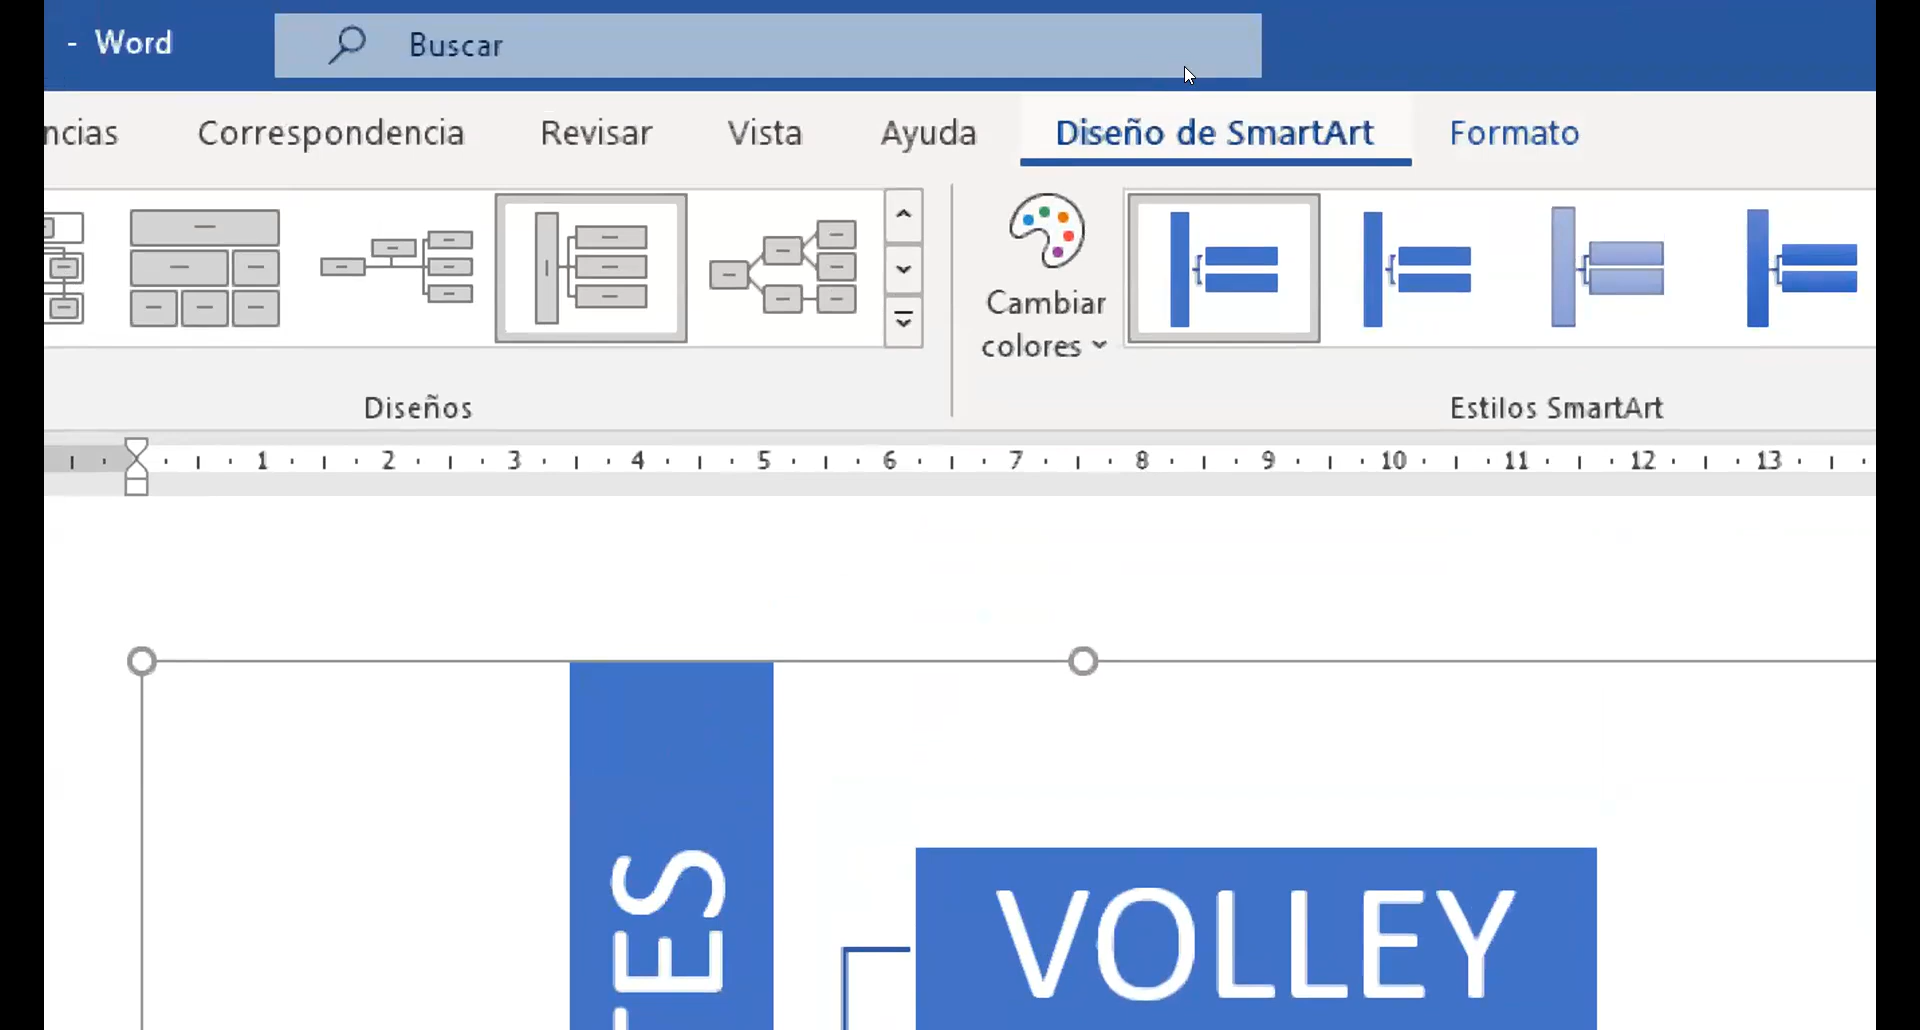 - Word
Buscar
ncias Correspondencia Revisar Vista Ayuda Diseño de SmartArt Formato
Cambiar
colores
Diseños
Estilos SmartArt
1 2 3 4 5 6 7 8 9 10 11 12 13
TES
VOLLEY